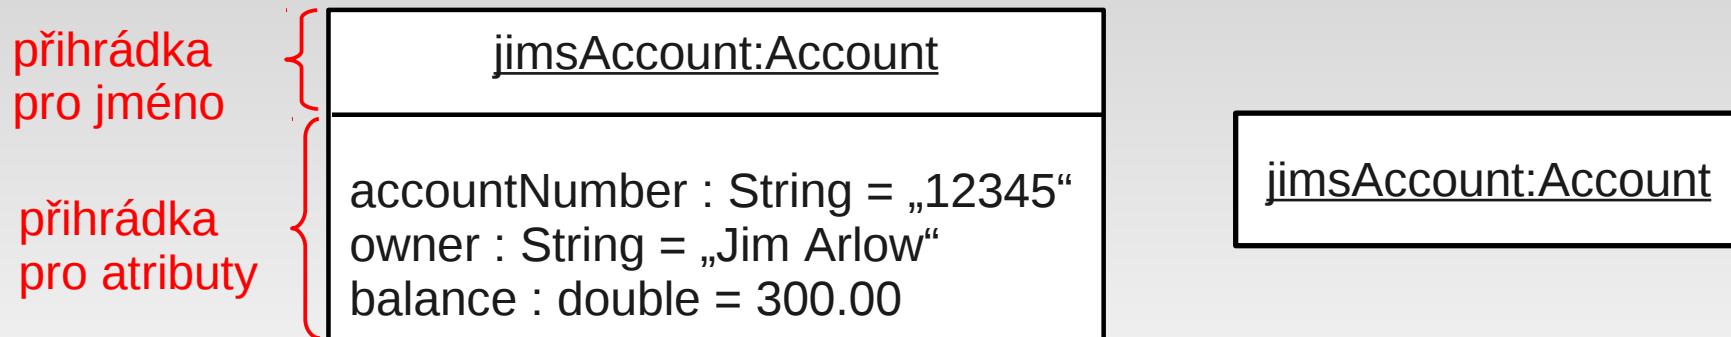 přihrádka
pro jméno
jimsAccount:Account
přihrádka
pro atributy
accountNumber : String = „12345“
owner : String = „Jim Arlow“
balance : double = 300.00
jimsAccount:Account